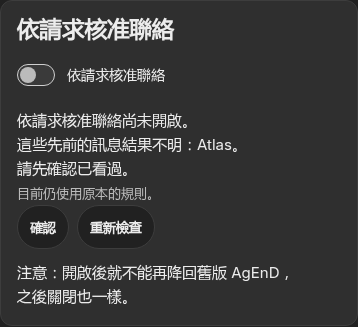 依請求核准聯絡
依請求核准聯絡
依請求核准聯絡尚未開啟。
這些先前的訊息結果不明：Atlas。
請先確認已看過。
目前仍使用原本的規則。
確認
重新檢查
注意：開啟後就不能再降回舊版 AgEnD，
之後關閉也一樣。